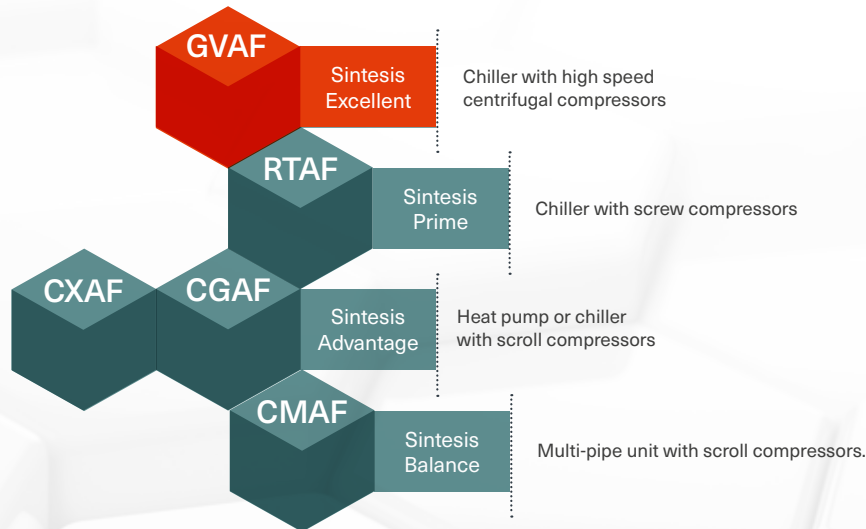 GVAF
Sintesis
Excellent
Chiller with high speed
centrifugal compressors
RTAF
Sintesis
Prime
Chiller with screw compressors
CXAF
CGAF
Sintesis
Advantage
Heat pump or chiller
with scroll compressors
CMAF
Sintesis
Balance
Multi-pipe unit with scroll compressors.